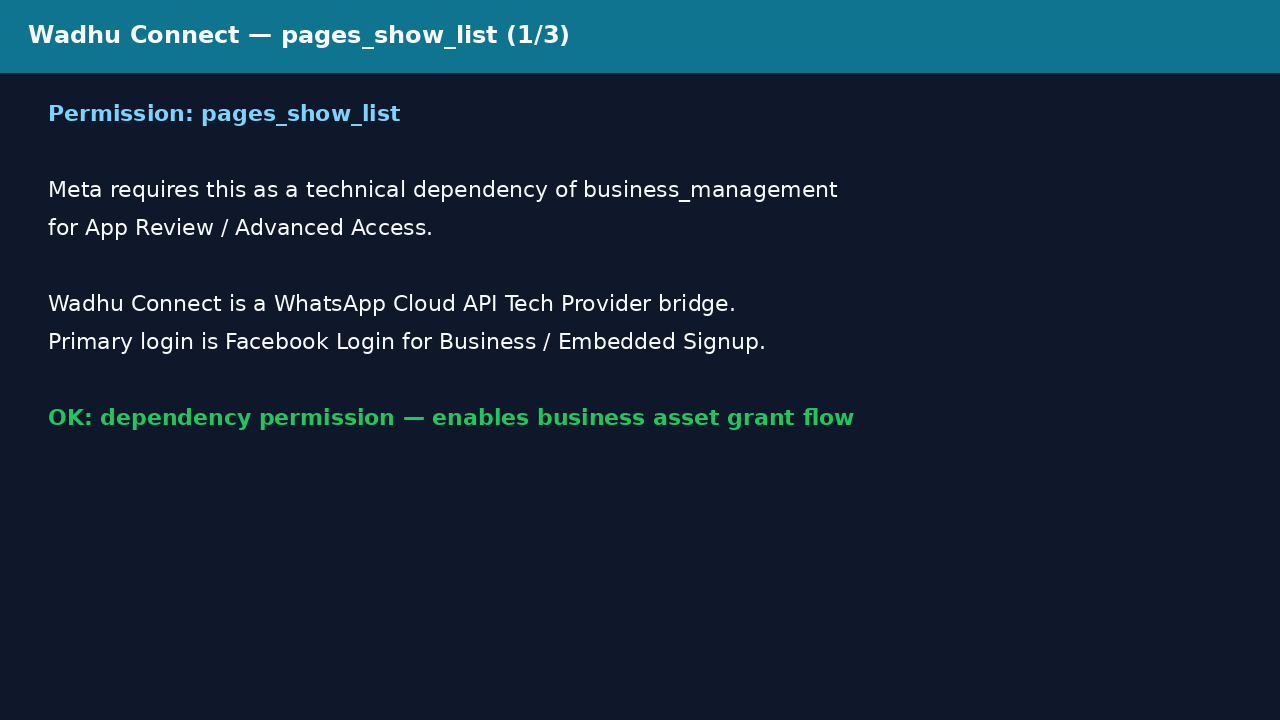 Wadhu Connect — pages_show_list (1/3)
Permission: pages_show_list
Meta requires this as a technical dependency of business_management
for App Review / Advanced Access.
Wadhu Connect is a WhatsApp Cloud API Tech Provider bridge.
Primary login is Facebook Login for Business / Embedded Signup.
OK: dependency permission — enables business asset grant flow